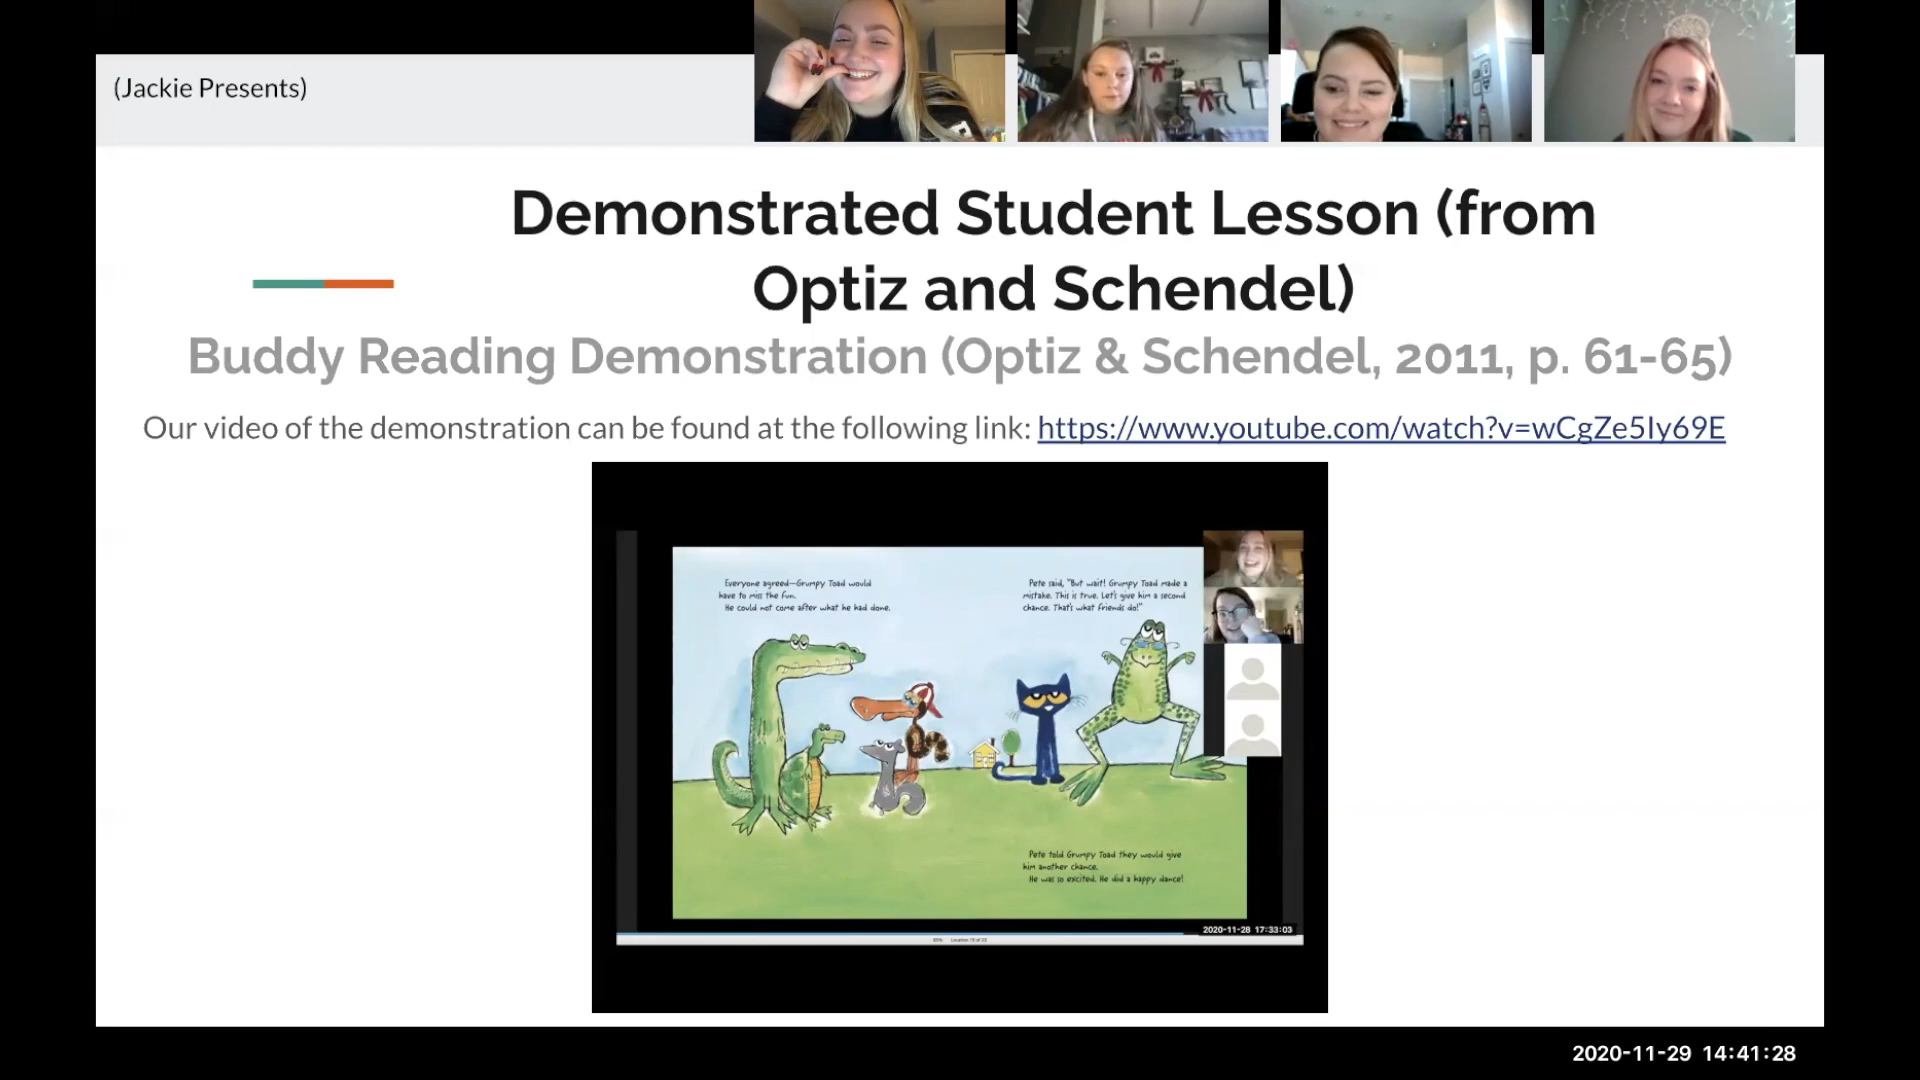 (Jackie Presents)
Demonstrated Student Lesson (from
Optiz and Schendel)
Buddy Reading Demonstration (Optiz & Schendel, 2011, p. 61-65)
Our video of the demonstration can be found at the following link: https://www.youtube.com/watch?v=wCgZe5Iy69E
Everyone agreed—Grumpy Toad would
have to miss the fun.
He could not come after what he had done.
Pete said, "But wait! Grumpy Toad made a
mistake. This is true. Let's give him a second
chance. That's what friends do!"
Pete told Grumpy Toad they would give
him another chance.
He was so excited. He did a happy dance!
2020-11-28 17:33:03
2020-11-29 14:41:28